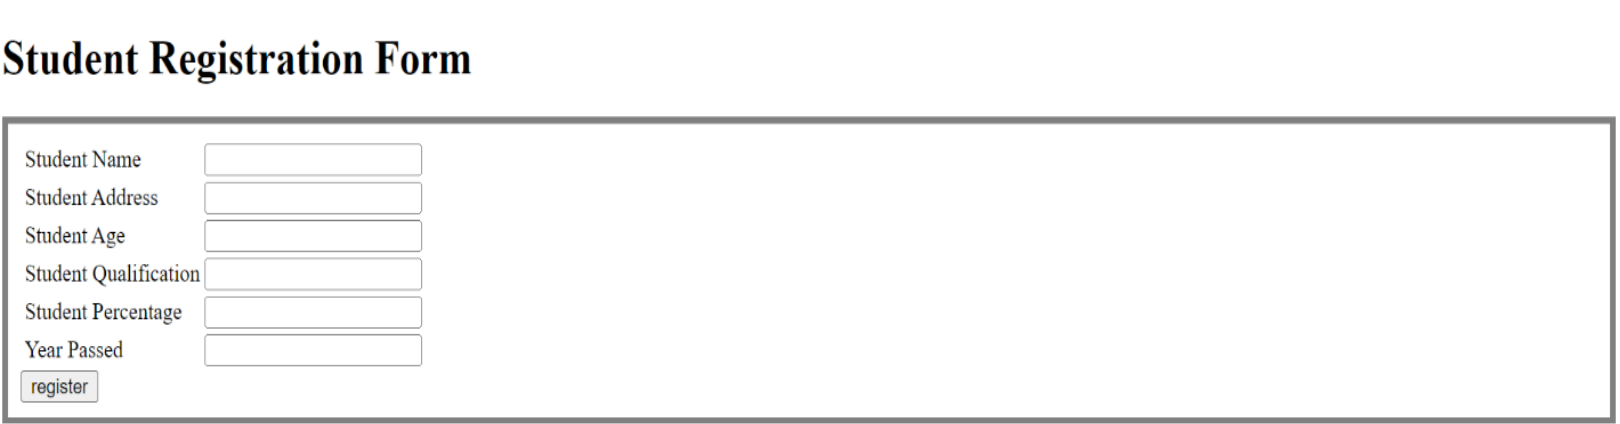 Student Registration Form
Student Name
Student Address
Student Age
Student Qualification
Student Percentage
Year Passed
register